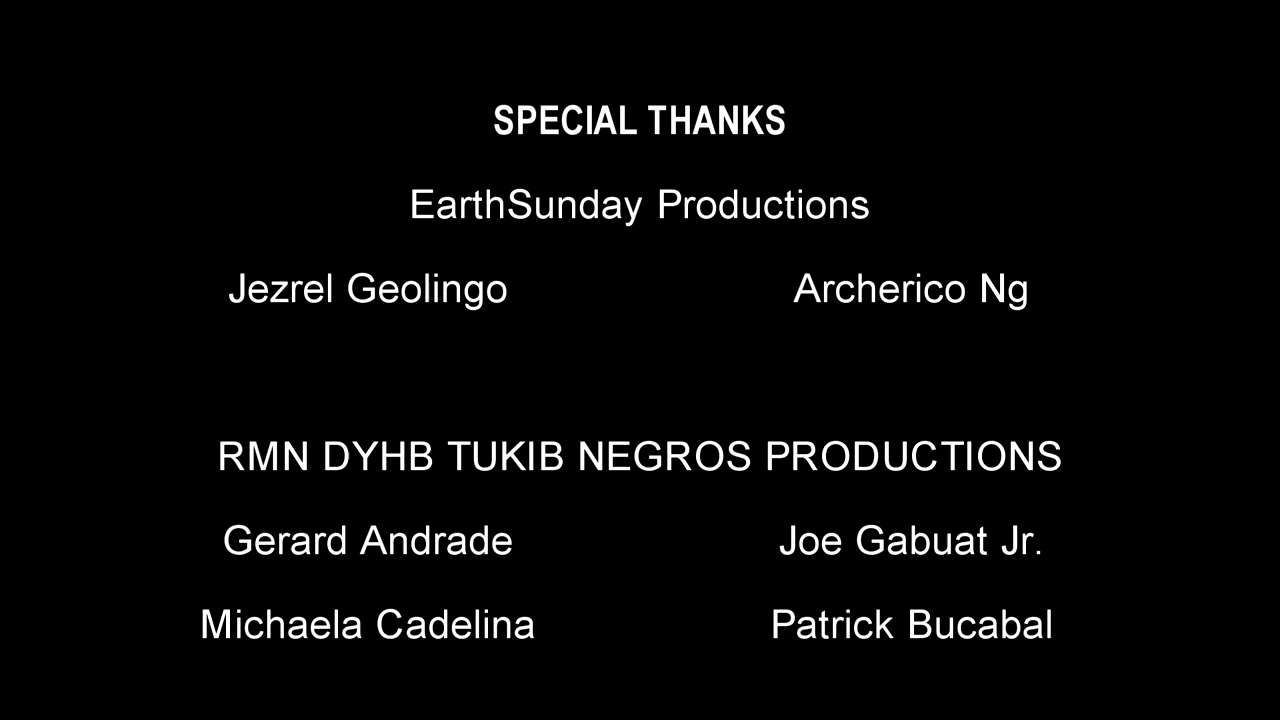 SPECIAL THANKS
EarthSunday Productions
Jezrel Geolingo Archerico Ng
RMN DYHB TUKIB NEGROS PRODUCTIONS
Gerard Andrade Joe Gabuat Jr.
Michaela Cadelina Patrick Bucabal